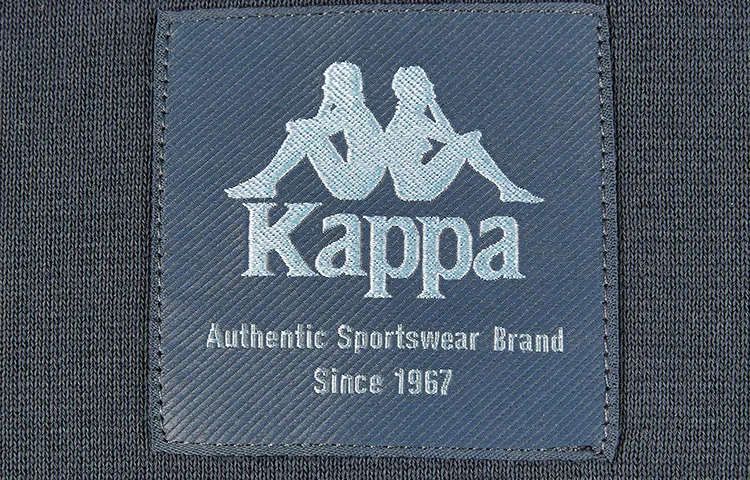 Kappa
Authentic Sportswear Brand
Since 1967